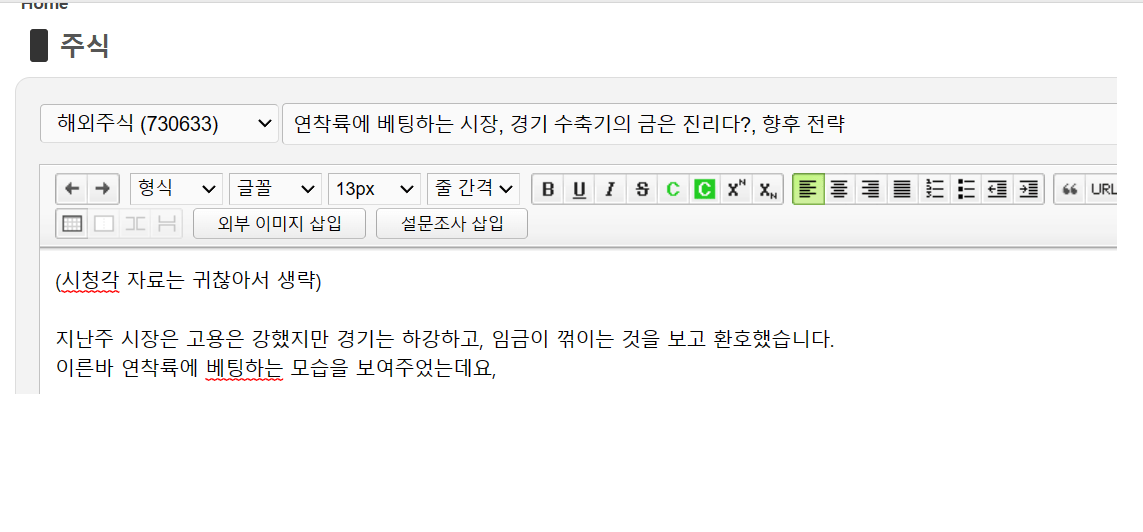 Home
주식
해외주식 (730633)
연착륙에 베팅하는 시장, 경기 수축기의 금은 진리다?, 향후 전략
형식 글꼴 13px 줄 간격 B U I S C C Xᴺ Xɴ URL
외부 이미지 삽입 설문조사 삽입
(시청각 자료는 귀찮아서 생략)
지난주 시장은 고용은 강했지만 경기는 하강하고, 임금이 꺾이는 것을 보고 환호했습니다.
이른바 연착륙에 베팅하는 모습을 보여주었는데요,